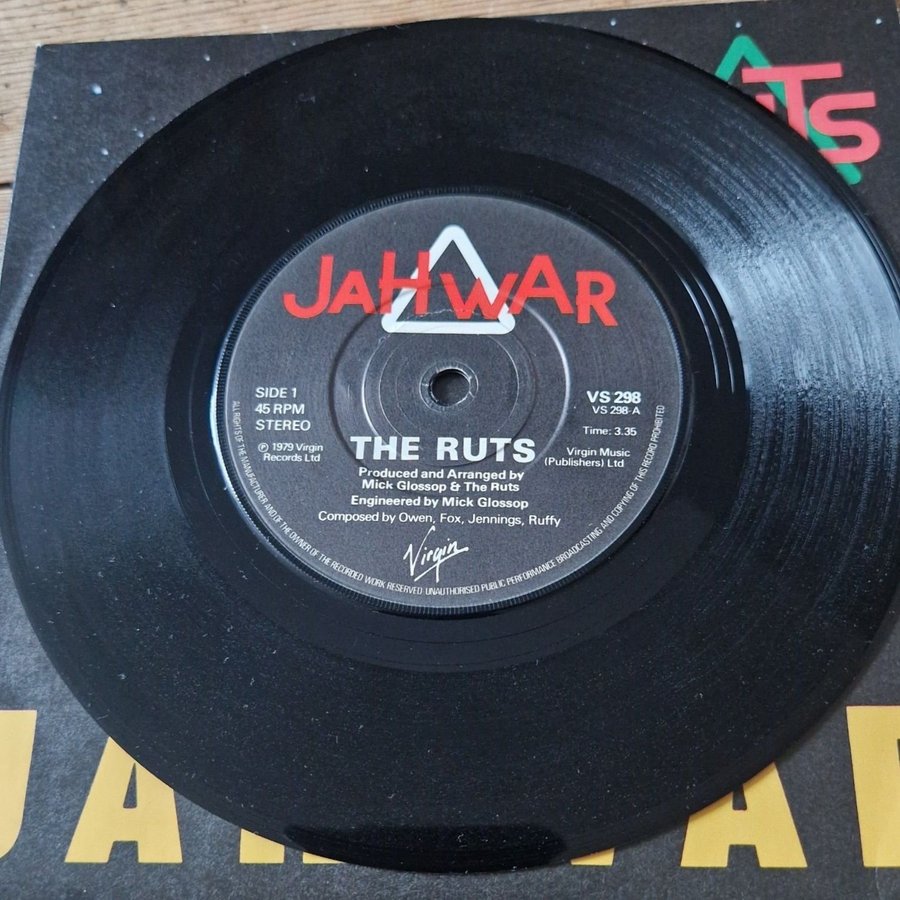 UTS
JAH WAR
SIDE 1
45 RPM
STEREO
℗ 1979 Virgin
Records Ltd
VS 298
VS 298-A
Time: 3.35
Virgin Music
(Publishers) Ltd
THE RUTS
Produced and Arranged by
Mick Glossop & The Ruts
Engineered by Mick Glossop
Composed by Owen, Fox, Jennings, Ruffy
Virgin
ALL RIGHTS OF THE MANUFACTURER AND OF THE OWNER OF THE RECORDED WORK RESERVED UNAUTHORISED PUBLIC PERFORMANCE BROADCASTING AND COPYING OF THIS RECORD PROHIBITED
JAH WAR